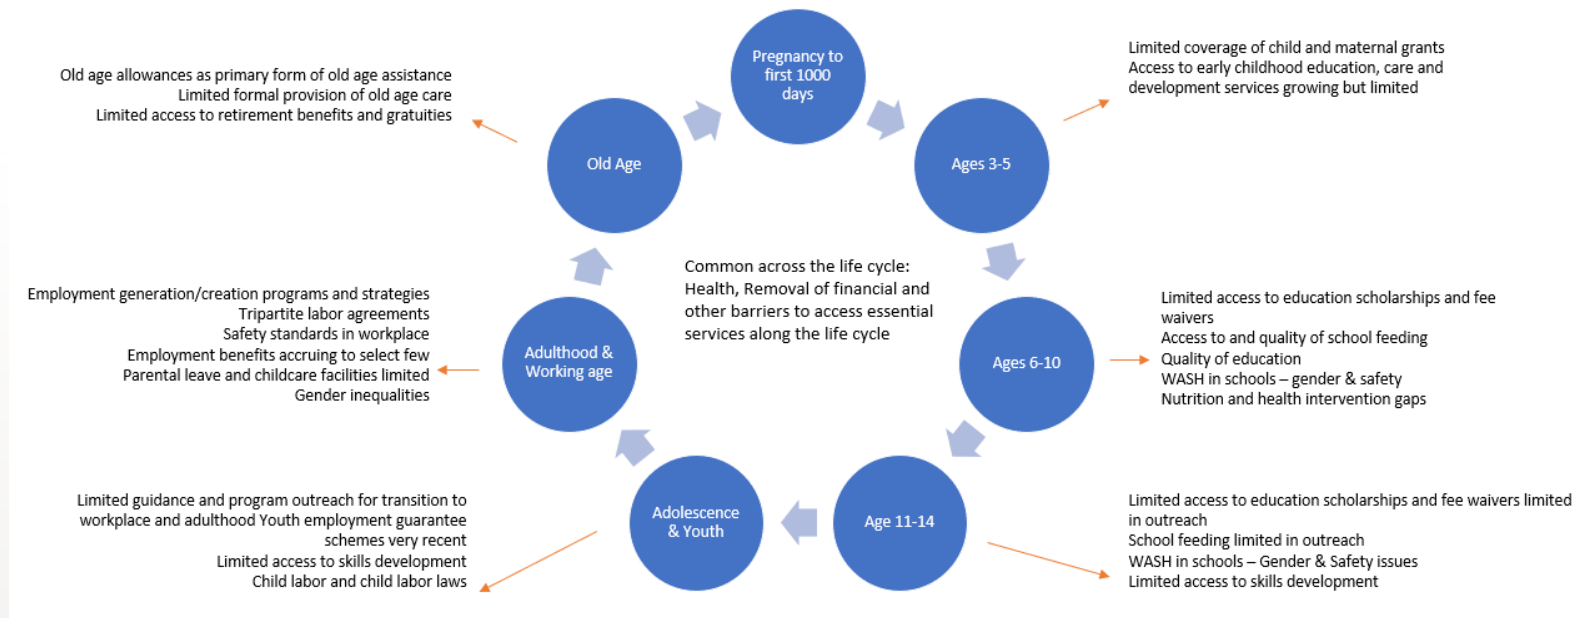 Pregnancy to
first 1000
days
Limited coverage of child and maternal grants
Access to early childhood education, care and
development services growing but limited
Ages 3-5
Limited access to education scholarships and fee
waivers
Access to and quality of school feeding
Quality of education
WASH in schools – gender & safety
Nutrition and health intervention gaps
Ages 6-10
Limited access to education scholarships and fee waivers limited
in outreach
School feeding limited in outreach
WASH in schools – Gender & Safety issues
Limited access to skills development
Age 11-14
Adolescence
& Youth
Limited guidance and program outreach for transition to
workplace and adulthood Youth employment guarantee
schemes very recent
Limited access to skills development
Child labor and child labor laws
Adulthood &
Working age
Employment generation/creation programs and strategies
Tripartite labor agreements
Safety standards in workplace
Employment benefits accruing to select few
Parental leave and childcare facilities limited
Gender inequalities
Old Age
Old age allowances as primary form of old age assistance
Limited formal provision of old age care
Limited access to retirement benefits and gratuities
Common across the life cycle:
Health, Removal of financial and
other barriers to access essential
services along the life cycle